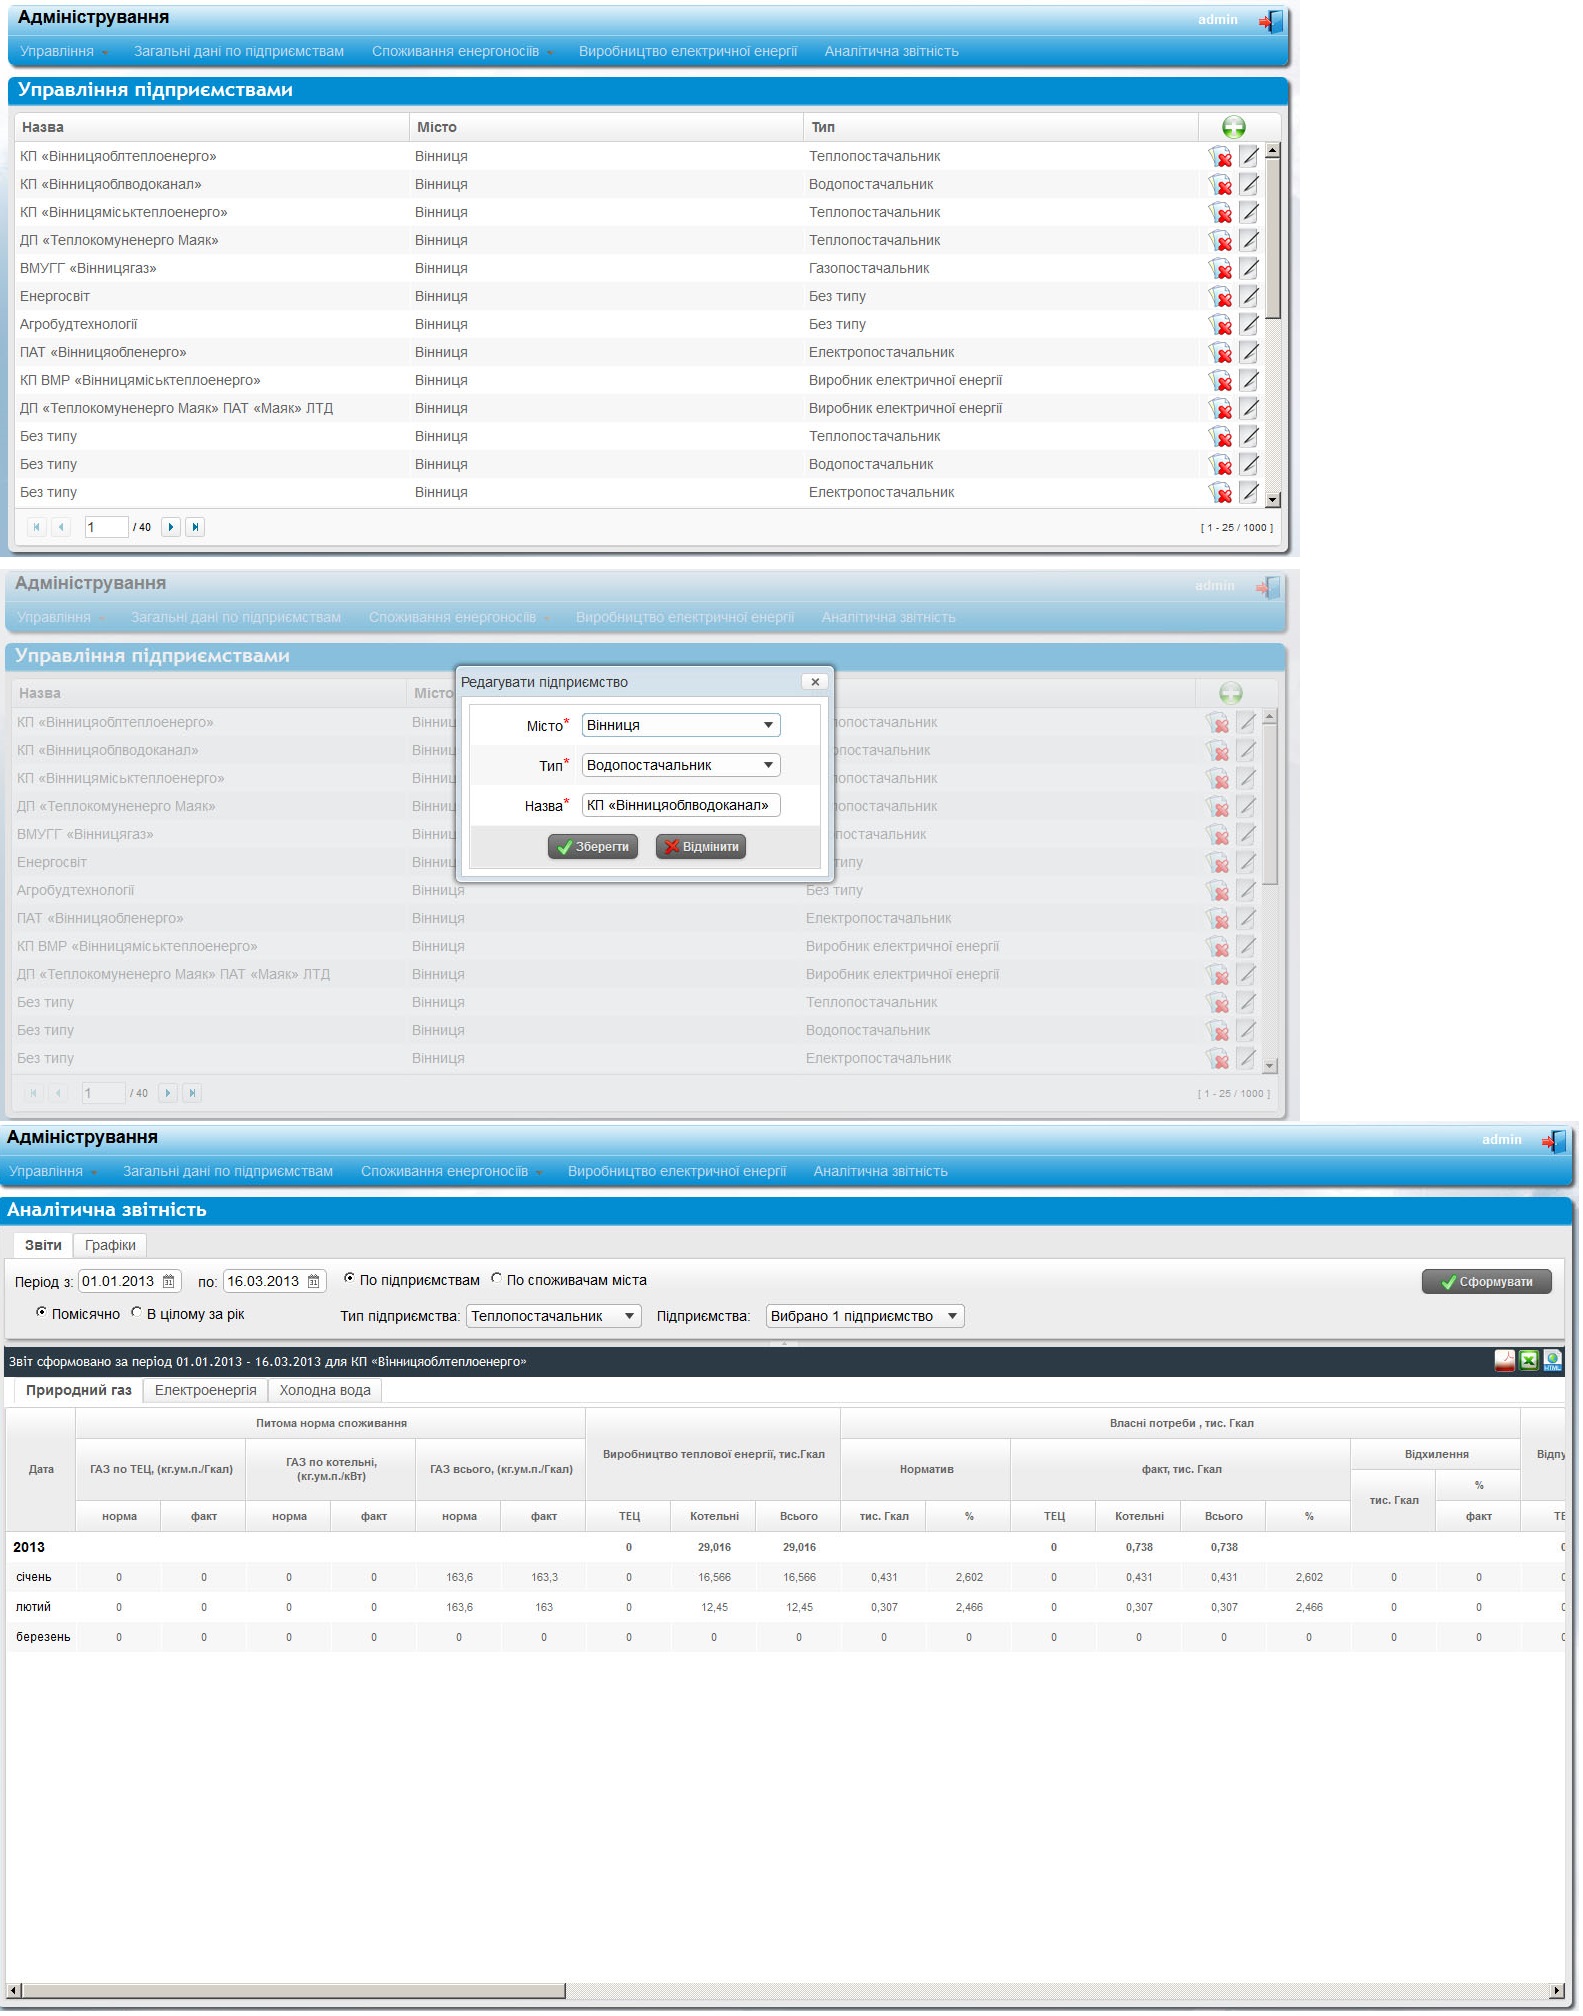 Адміністрування
admin
Управління Загальні дані по підприємствам Споживання енергоносіїв Виробництво електричної енергії Аналітична звітність
Управління підприємствами
Назва Місто Тип
КП «Вінницяоблтеплоенерго» Вінниця Теплопостачальник
КП «Вінницяоблводоканал» Вінниця Водопостачальник
КП «Вінницяміськтеплоенерго» Вінниця Теплопостачальник
ДП «Теплокомуненерго Маяк» Вінниця Теплопостачальник
ВМУГГ «Вінницягаз» Вінниця Газопостачальник
Енергосвіт Вінниця Без типу
Агробудтехнології Вінниця Без типу
ПАТ «Вінницяобленерго» Вінниця Електропостачальник
КП ВМР «Вінницяміськтеплоенерго» Вінниця Виробник електричної енергії
ДП «Теплокомуненерго Маяк» ПАТ «Маяк» ЛТД Вінниця Виробник електричної енергії
Без типу Вінниця Теплопостачальник
Без типу Вінниця Водопостачальник
Без типу Вінниця Електропостачальник
1 / 40 [ 1 - 25 / 1000 ]
Адміністрування
admin
Управління Загальні дані по підприємствам Споживання енергоносіїв Виробництво електричної енергії Аналітична звітність
Управління підприємствами
Назва Місто
КП «Вінницяоблтеплоенерго» Вінниц лопостачальник
КП «Вінницяоблводоканал» Вінниц опостачальник
КП «Вінницяміськтеплоенерго» Вінниц лопостачальник
ДП «Теплокомуненерго Маяк» Вінниц лопостачальник
ВМУГГ «Вінницягаз» Вінниц постачальник
Енергосвіт Вінниц типу
Агробудтехнології Вінниця Без типу
ПАТ «Вінницяобленерго» Вінниця Електропостачальник
КП ВМР «Вінницяміськтеплоенерго» Вінниця Виробник електричної енергії
ДП «Теплокомуненерго Маяк» ПАТ «Маяк» ЛТД Вінниця Виробник електричної енергії
Без типу Вінниця Теплопостачальник
Без типу Вінниця Водопостачальник
Без типу Вінниця Електропостачальник
1 / 40 [ 1 - 25 / 1000 ]
Редагувати підприємство
Місто* Вінниця
Тип* Водопостачальник
Назва* КП «Вінницяоблводоканал»
Зберегти Відмінити
Адміністрування
admin
Управління Загальні дані по підприємствам Споживання енергоносіїв Виробництво електричної енергії Аналітична звітність
Аналітична звітність
Звіти Графіки
Період з: 01.01.2013 по: 16.03.2013 По підприємствам По споживачам міста Сформувати
Помісячно В цілому за рік Тип підприємства: Теплопостачальник Підприємства: Вибрано 1 підприємство
Звіт сформовано за період 01.01.2013 - 16.03.2013 для КП «Вінницяоблтеплоенерго»
Природний газ Електроенергія Холодна вода
Питома норма споживання Власні потреби , тис. Гкал
Виробництво теплової енергії, тис.Гкал Відхилення Відпу
Дата ГАЗ по ТЕЦ, (кг.ум.п./Гкал) ГАЗ по котельні, (кг.ум.п./кВт) ГАЗ всього, (кг.ум.п./Гкал) Норматив факт, тис. Гкал
тис. Гкал %
норма факт норма факт норма факт ТЕЦ Котельні Всього тис. Гкал % ТЕЦ Котельні Всього % факт ТЕ
2013 0 29,016 29,016 0 0,738 0,738 0
січень 0 0 0 0 163,6 163,3 0 16,566 16,566 0,431 2,602 0 0,431 0,431 2,602 0 0 0
лютий 0 0 0 0 163,6 163 0 12,45 12,45 0,307 2,466 0 0,307 0,307 2,466 0 0 0
березень 0 0 0 0 0 0 0 0 0 0 0 0 0 0 0 0 0 0